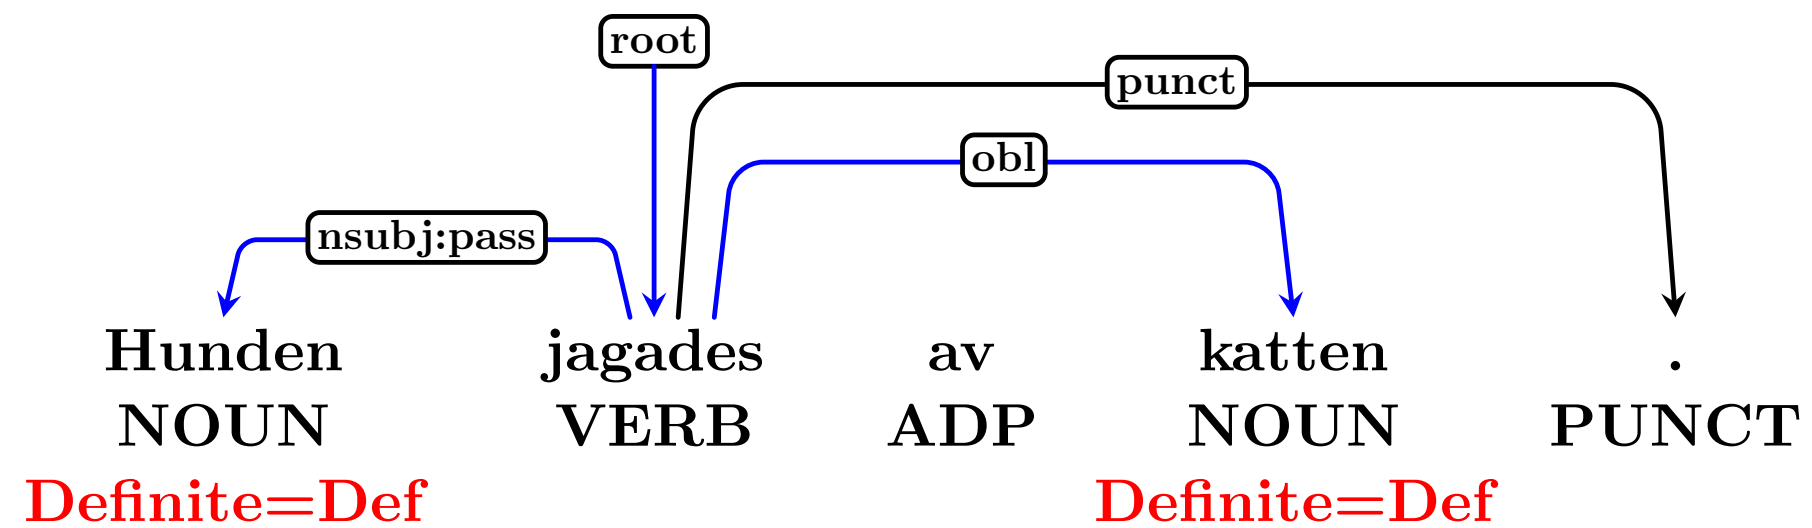 root
punct
obl
nsubj:pass
Hunden jagades av katten .
NOUN VERB ADP NOUN PUNCT
Definite=Def Definite=Def